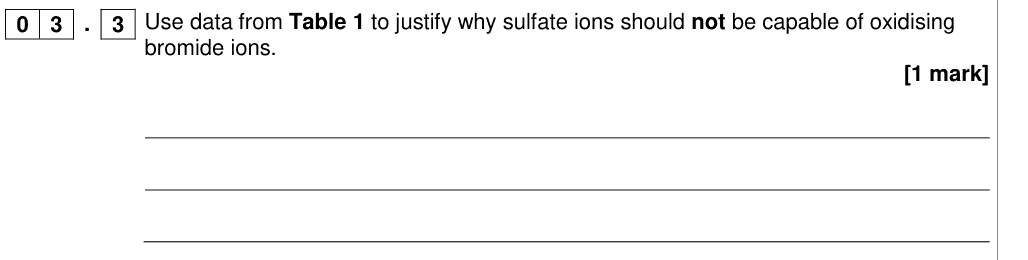 0 3 . 3 Use data from Table 1 to justify why sulfate ions should not be capable of oxidising
bromide ions.
[1 mark]